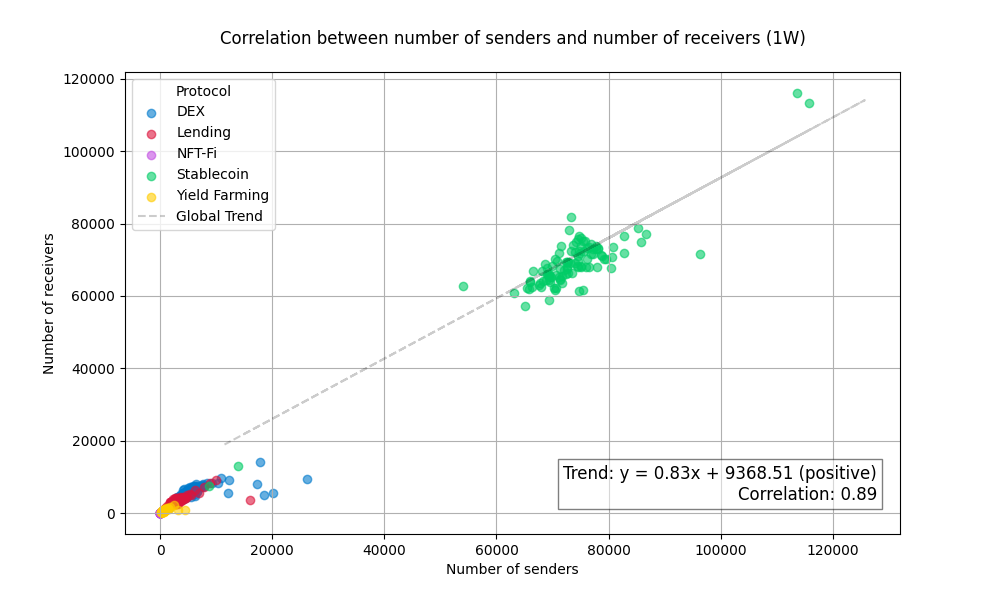 Correlation between number of senders and number of receivers (1W)
120000
100000
80000
60000
40000
20000
0
Number of receivers
Protocol
DEX
Lending
NFT-Fi
Stablecoin
Yield Farming
Global Trend
Trend: y = 0.83x + 9368.51 (positive)
Correlation: 0.89
0 20000 40000 60000 80000 100000 120000
Number of senders